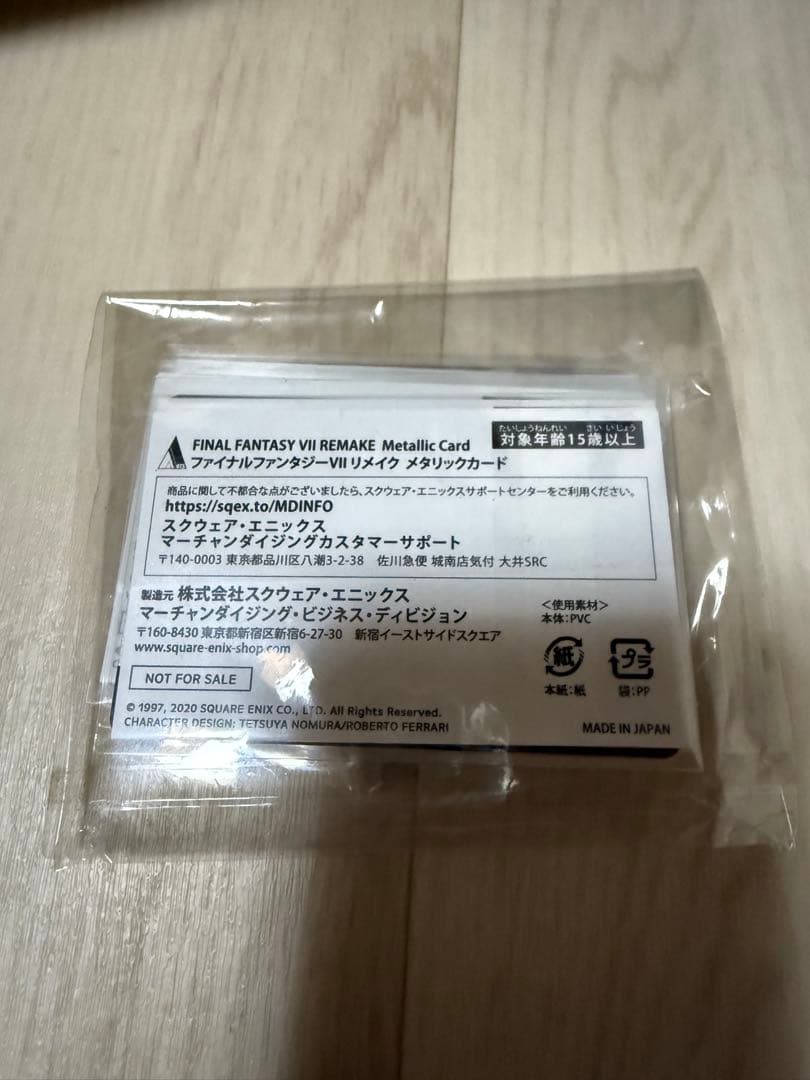 FINAL FANTASY VII REMAKE Metallic Card
ファイナルファンタジーVII リメイク メタリックカード
たいしょうねんれい さい いじょう
対象年齢15歳以上
商品に関して不都合な点がございましたら、スクウェア・エニックスサポートセンターをご利用ください。
https://sqex.to/MDINFO
スクウェア・エニックス
マーチャンダイジングカスタマーサポート
〒140-0003 東京都品川区八潮3-2-38 佐川急便 城南店気付 大井SRC
製造元 株式会社スクウェア・エニックス
マーチャンダイジング・ビジネス・ディビジョン
〒160-8430 東京都新宿区新宿6-27-30 新宿イーストサイドスクエア
www.square-enix-shop.com
NOT FOR SALE
<使用素材>
本体:PVC
紙
本紙:紙
プラ
袋:PP
© 1997, 2020 SQUARE ENIX CO., LTD. All Rights Reserved.
CHARACTER DESIGN: TETSUYA NOMURA/ROBERTO FERRARI
MADE IN JAPAN